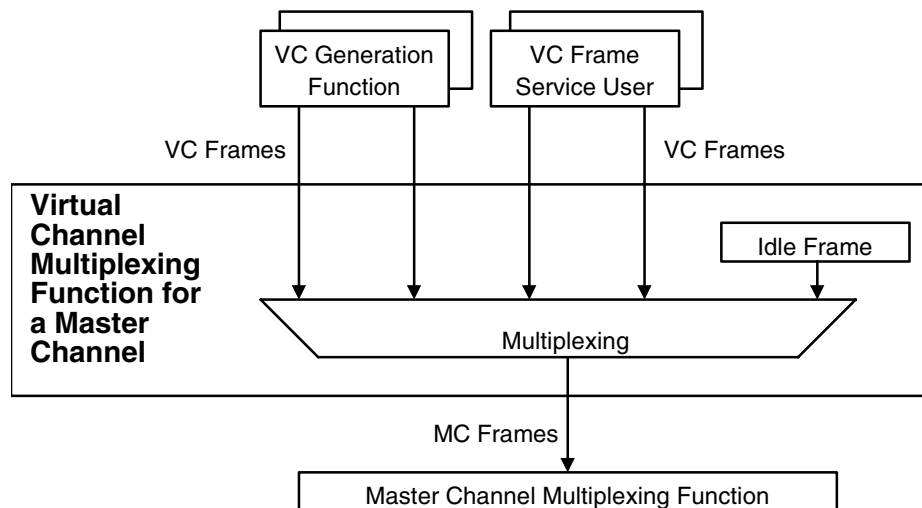 VC Generation
Function
VC Frame
Service User
VC Frames
VC Frames
Virtual
Channel
Multiplexing
Function for
a Master
Channel
Idle Frame
Multiplexing
MC Frames
Master Channel Multiplexing Function